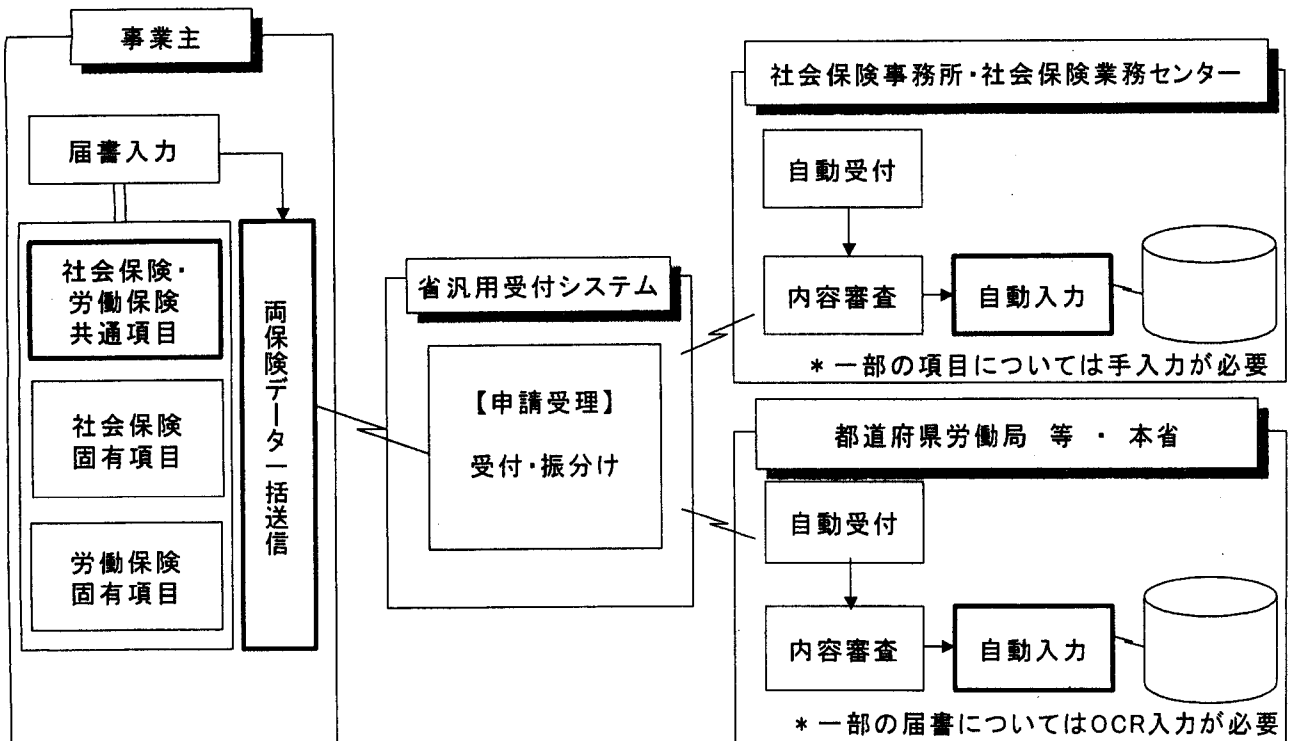 事業主
届書入力
社会保険・
労働保険
共通項目
社会保険
固有項目
労働保険
固有項目
両保険データ一括送信
省汎用受付システム
【申請受理】
受付・振分け
社会保険事務所・社会保険業務センター
自動受付
内容審査
自動入力
*一部の項目については手入力が必要
都道府県労働局 等 ・ 本省
自動受付
内容審査
自動入力
*一部の届書についてはOCR入力が必要